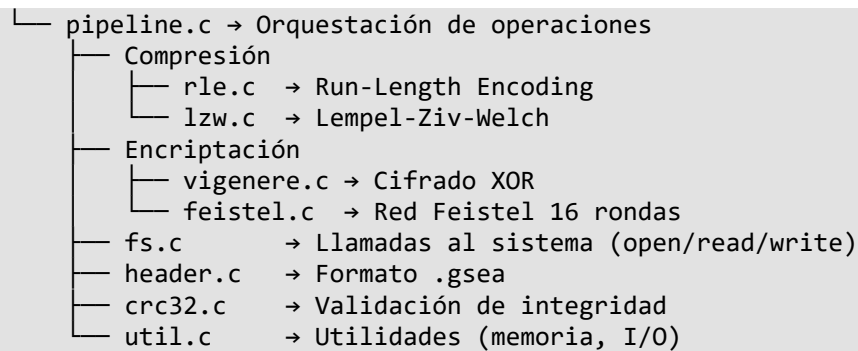 └── pipeline.c → Orquestación de operaciones
    ├── Compresión
    │   ├── rle.c  → Run-Length Encoding
    │   └── lzw.c  → Lempel-Ziv-Welch
    ├── Encriptación
    │   ├── vigenere.c → Cifrado XOR
    │   └── feistel.c  → Red Feistel 16 rondas
    ├── fs.c       → Llamadas al sistema (open/read/write)
    ├── header.c   → Formato .gsea
    ├── crc32.c    → Validación de integridad
    └── util.c     → Utilidades (memoria, I/O)